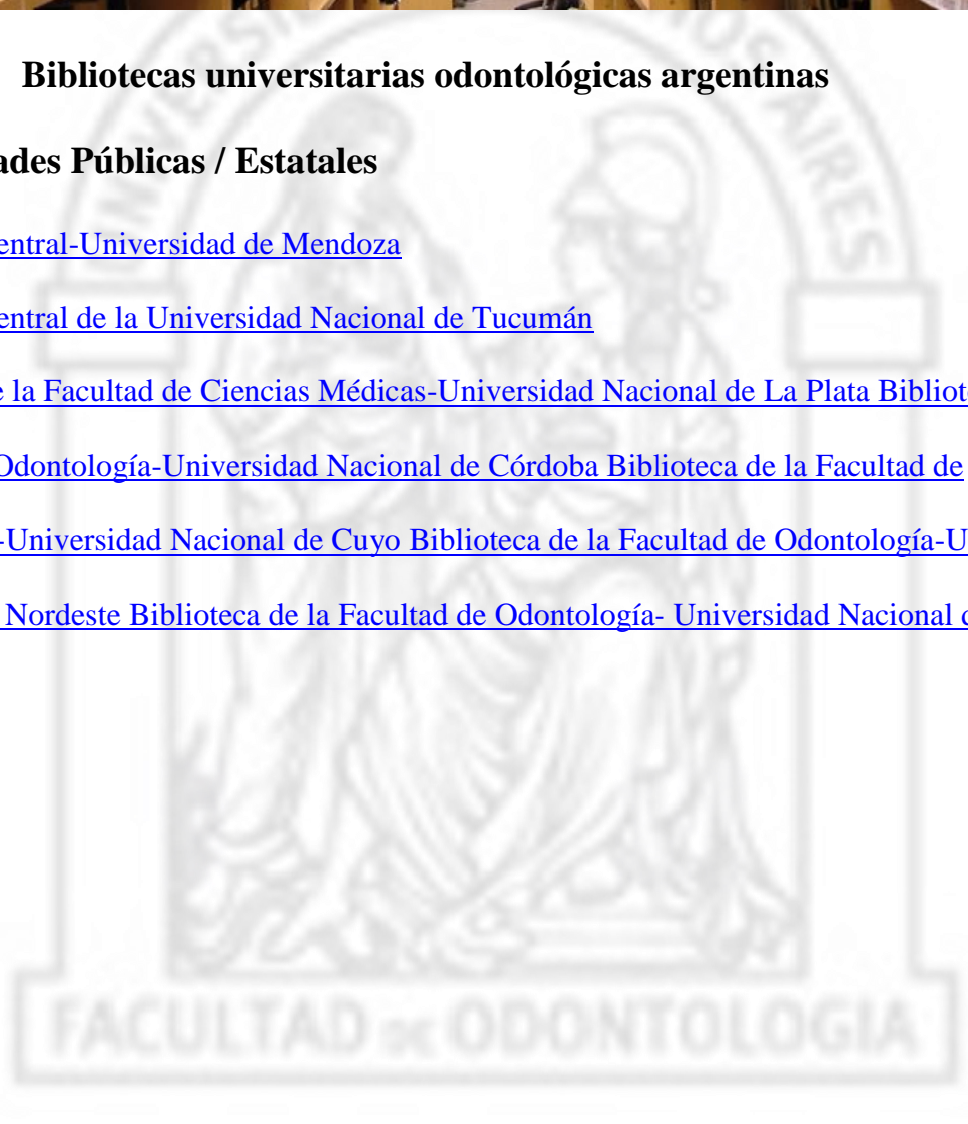 Bibliotecas universitarias odontológicas argentinas
ades Públicas / Estatales
entral-Universidad de Mendoza
entral de la Universidad Nacional de Tucumán
e la Facultad de Ciencias Médicas-Universidad Nacional de La Plata Bibliot
Odontología-Universidad Nacional de Córdoba Biblioteca de la Facultad de
-Universidad Nacional de Cuyo Biblioteca de la Facultad de Odontología-U
Nordeste Biblioteca de la Facultad de Odontología- Universidad Nacional d
FACULTAD DE ODONTOLOGIA